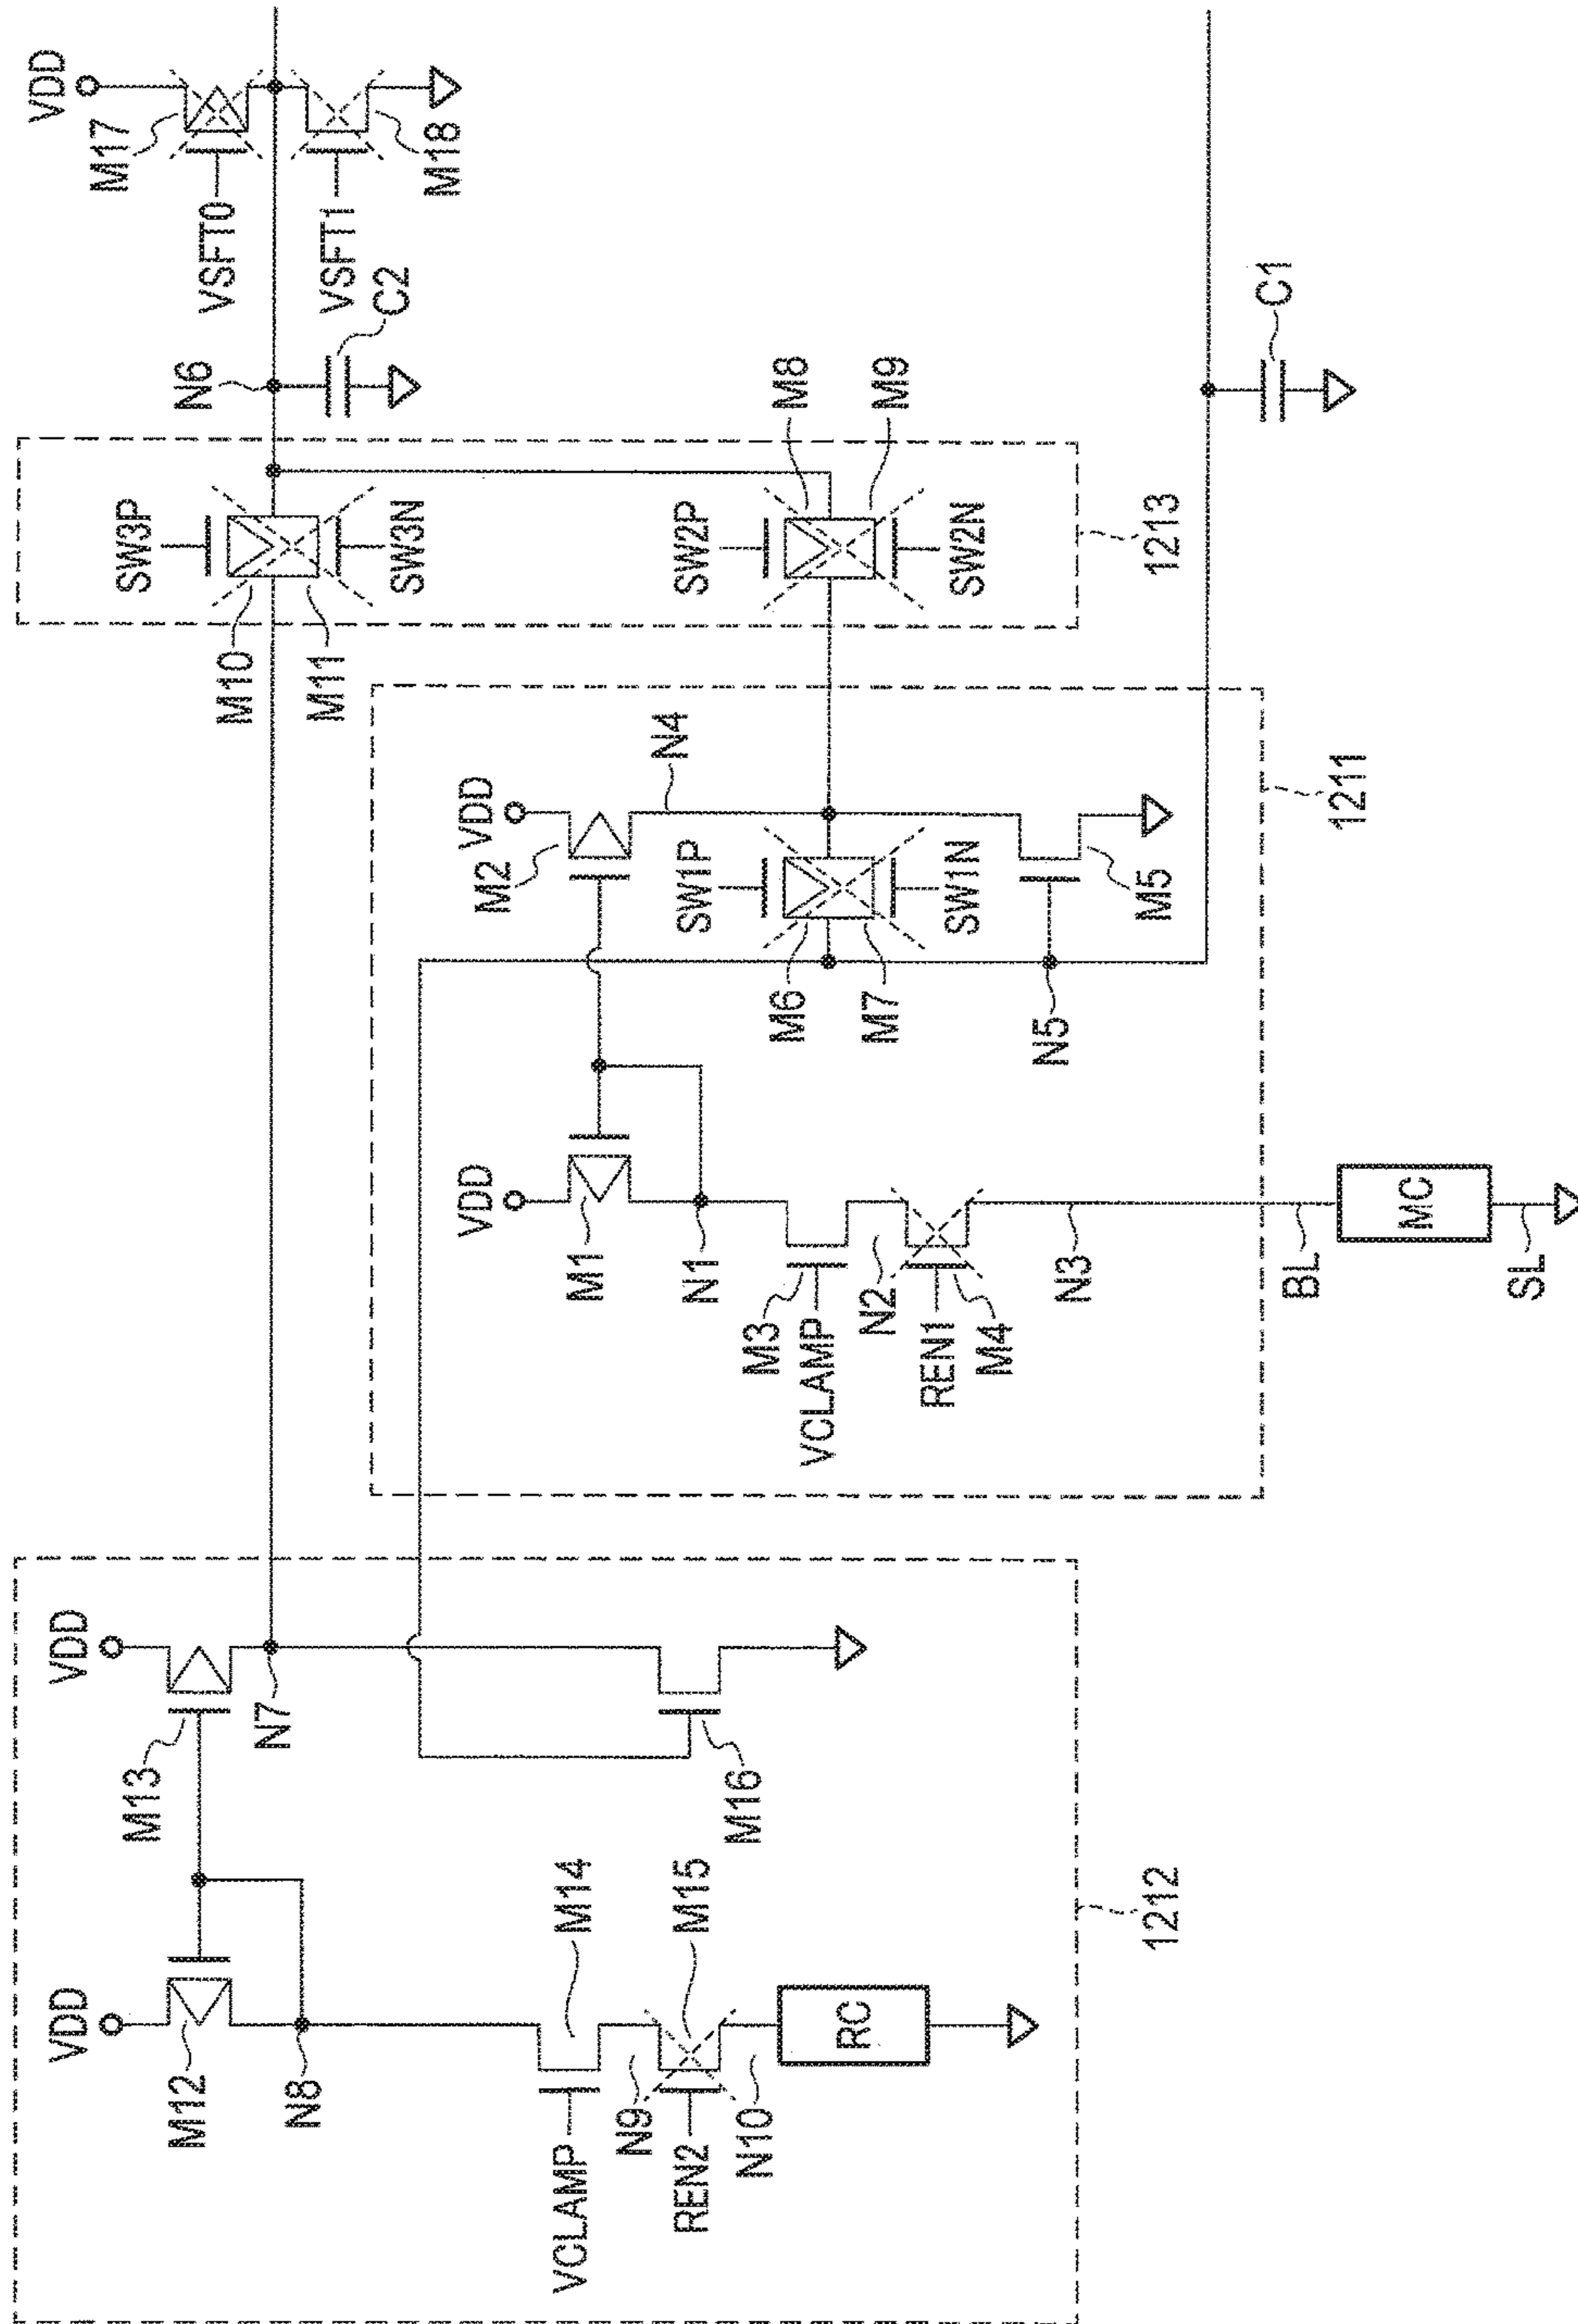 VDD
M17
VSFT0
VSFT1
M18
N6
C2
SW3P
M10
M11
SW3N
SW2P
M8
M9
SW2N
1213
C1
VDD
M2
N4
SW1P
M6
M7
SW1N
M5
N5
1211
VDD
M1
N1
M3
VCLAMP
N2
REN1
M4
N3
BL
MC
SL
VDD
M13
N7
M16
VDD
M12
N8
M14
VCLAMP
N9
M15
REN2
N10
RC
1212